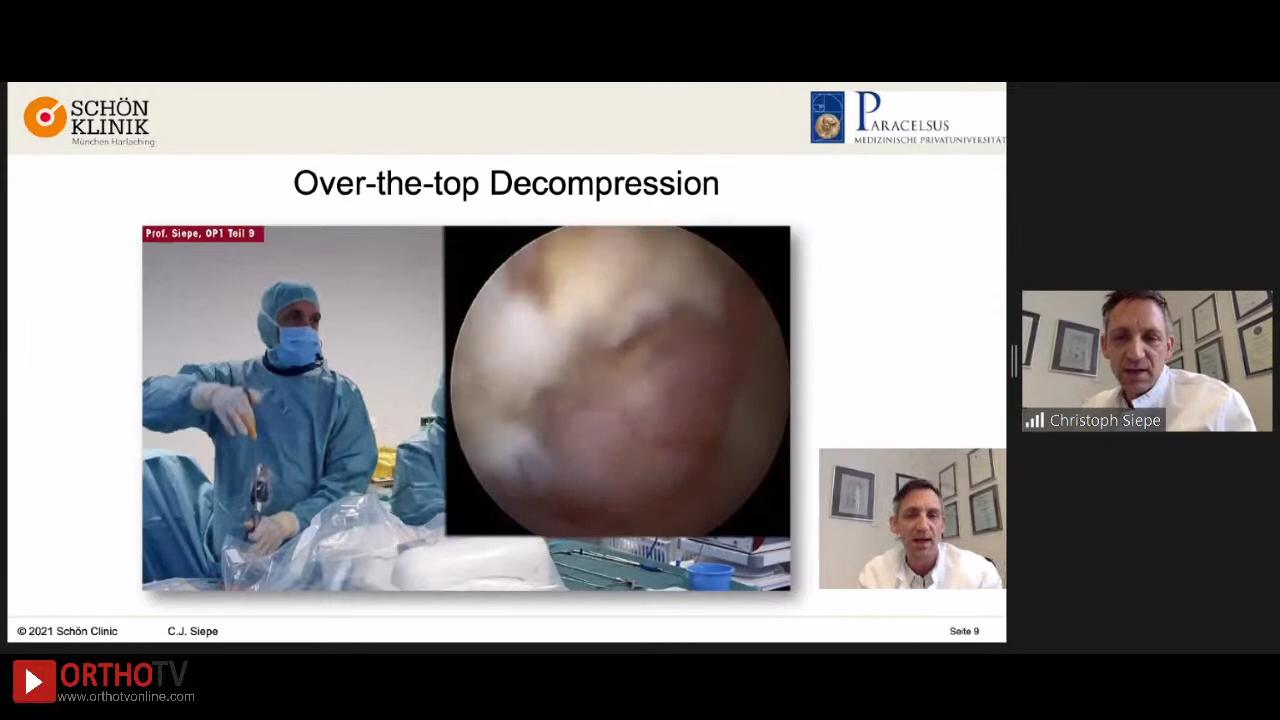 SCHÖN
KLINIK
München Harlaching
PARACELSUS
MEDIZINISCHE PRIVATUNIVERSITÄT
Over-the-top Decompression
Prof. Siepe, OP1 Teil 9
Christoph Siepe
© 2021 Schön Clinic
C.J. Siepe
Seite 9
ORTHOTV
www.orthotvonline.com